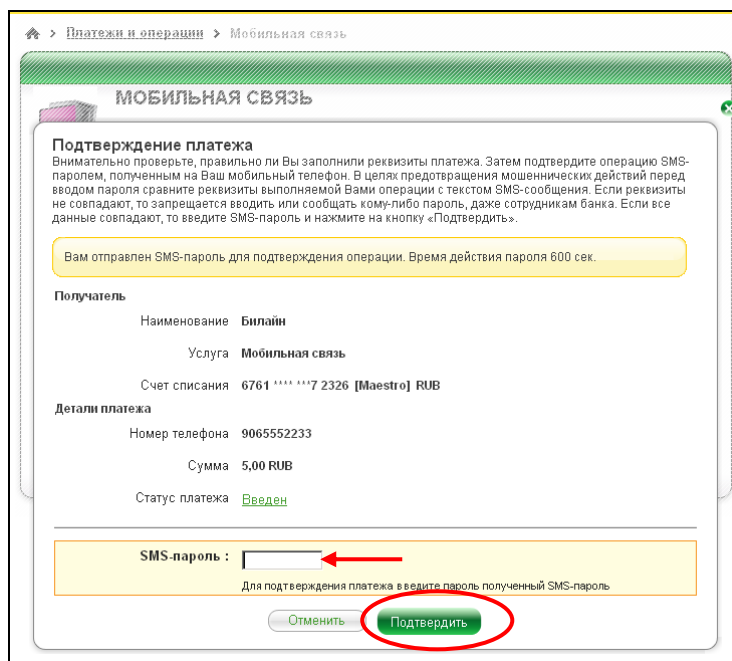 > Платежи и операции > Мобильная связь
МОБИЛЬНАЯ СВЯЗЬ
Подтверждение платежа
Внимательно проверьте, правильно ли Вы заполнили реквизиты платежа. Затем подтвердите операцию SMS-
паролем, полученным на Ваш мобильный телефон. В целях предотвращения мошеннических действий перед
вводом пароля сравните реквизиты выполняемой Вами операции с текстом SMS-сообщения. Если реквизиты
не совпадают, то запрещается вводить или сообщать кому-либо пароль, даже сотрудникам банка. Если все
данные совпадают, то введите SMS-пароль и нажмите на кнопку «Подтвердить».
Вам отправлен SMS-пароль для подтверждения операции. Время действия пароля 600 сек.
Получатель
Наименование Билайн
Услуга Мобильная связь
Счет списания 6761 **** ***7 2326 [Maestro] RUB
Детали платежа
Номер телефона 9065552233
Сумма 5,00 RUB
Статус платежа Введен
SMS-пароль :
Для подтверждения платежа введите пароль полученный SMS-пароль
Отменить Подтвердить